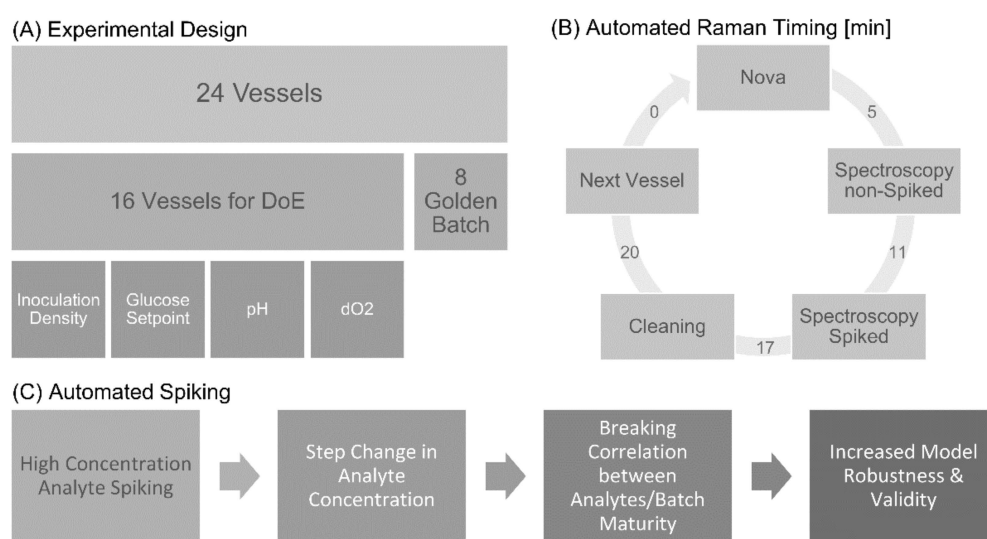 (A) Experimental Design
24 Vessels
16 Vessels for DoE
8
Golden
Batch
Inoculation
Density
Glucose
Setpoint
pH
dO2
(B) Automated Raman Timing [min]
Nova
5
Spectroscopy
non-Spiked
11
Spectroscopy
Spiked
17
Cleaning
20
Next Vessel
0
(C) Automated Spiking
High Concentration
Analyte Spiking
Step Change in
Analyte
Concentration
Breaking
Correlation
between
Analytes/Batch
Maturity
Increased Model
Robustness &
Validity